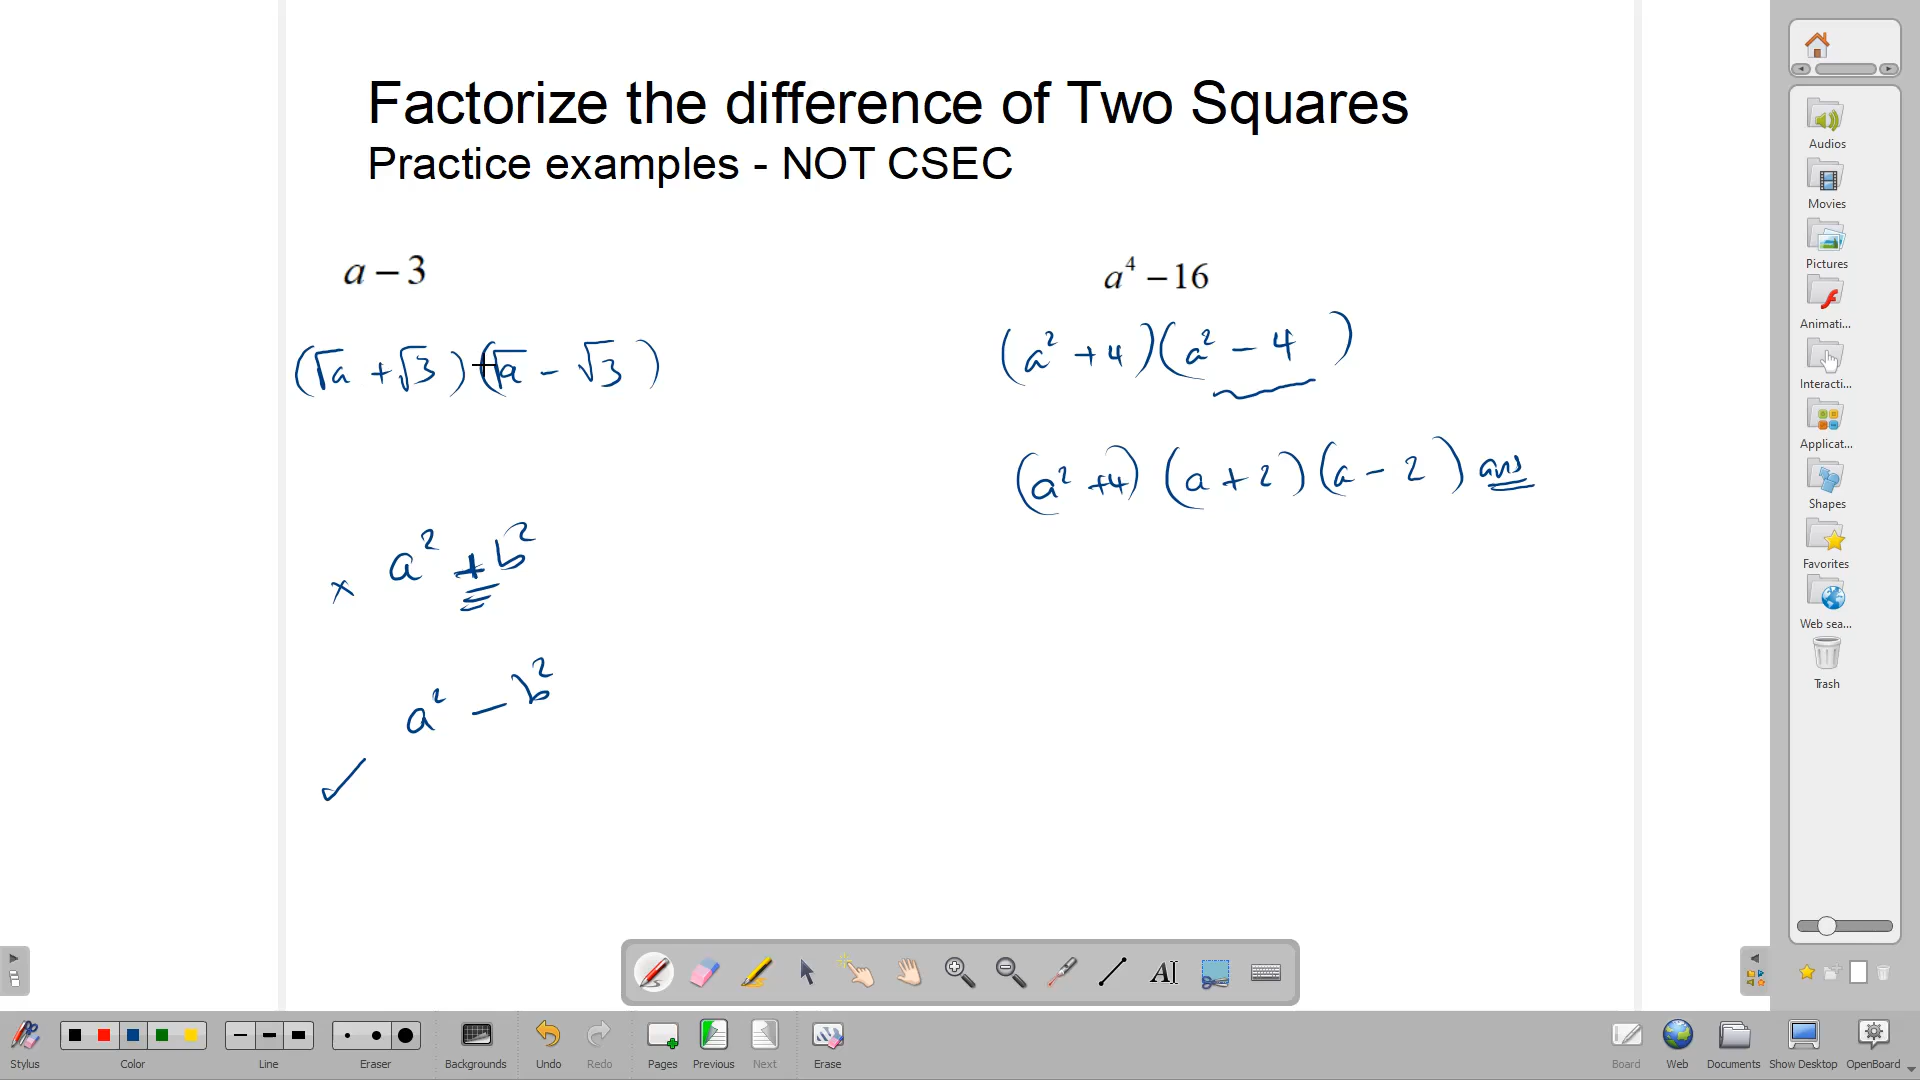 Factorize the difference of Two Squares
Practice examples - NOT CSEC
a − 3
(√a + √3)(√a − √3)
× a² + b²
a² − b²
✓
a⁴ − 16
(a² + 4)(a² − 4)
(a² + 4)(a + 2)(a − 2) ans
Audios
Movies
Pictures
Animati...
Interacti...
Applicat...
Shapes
Favorites
Web sea...
Trash
Stylus
Color
Line
Eraser
Backgrounds
Undo
Redo
Pages
Previous
Next
Erase
Board
Web
Documents
Show Desktop
OpenBoard